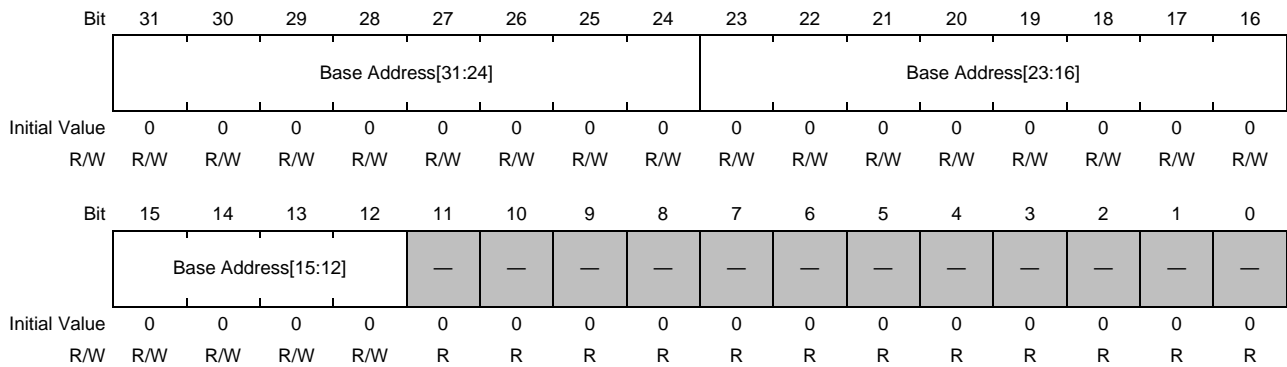 Bit 31 30 29 28 27 26 25 24 23 22 21 20 19 18 17 16
Base Address[31:24] Base Address[23:16]
Initial Value 0 0 0 0 0 0 0 0 0 0 0 0 0 0 0 0
R/W R/W R/W R/W R/W R/W R/W R/W R/W R/W R/W R/W R/W R/W R/W R/W R/W
Bit 15 14 13 12 11 10 9 8 7 6 5 4 3 2 1 0
Base Address[15:12] — — — — — — — — — — — —
Initial Value 0 0 0 0 0 0 0 0 0 0 0 0 0 0 0 0
R/W R/W R/W R/W R/W R R R R R R R R R R R R